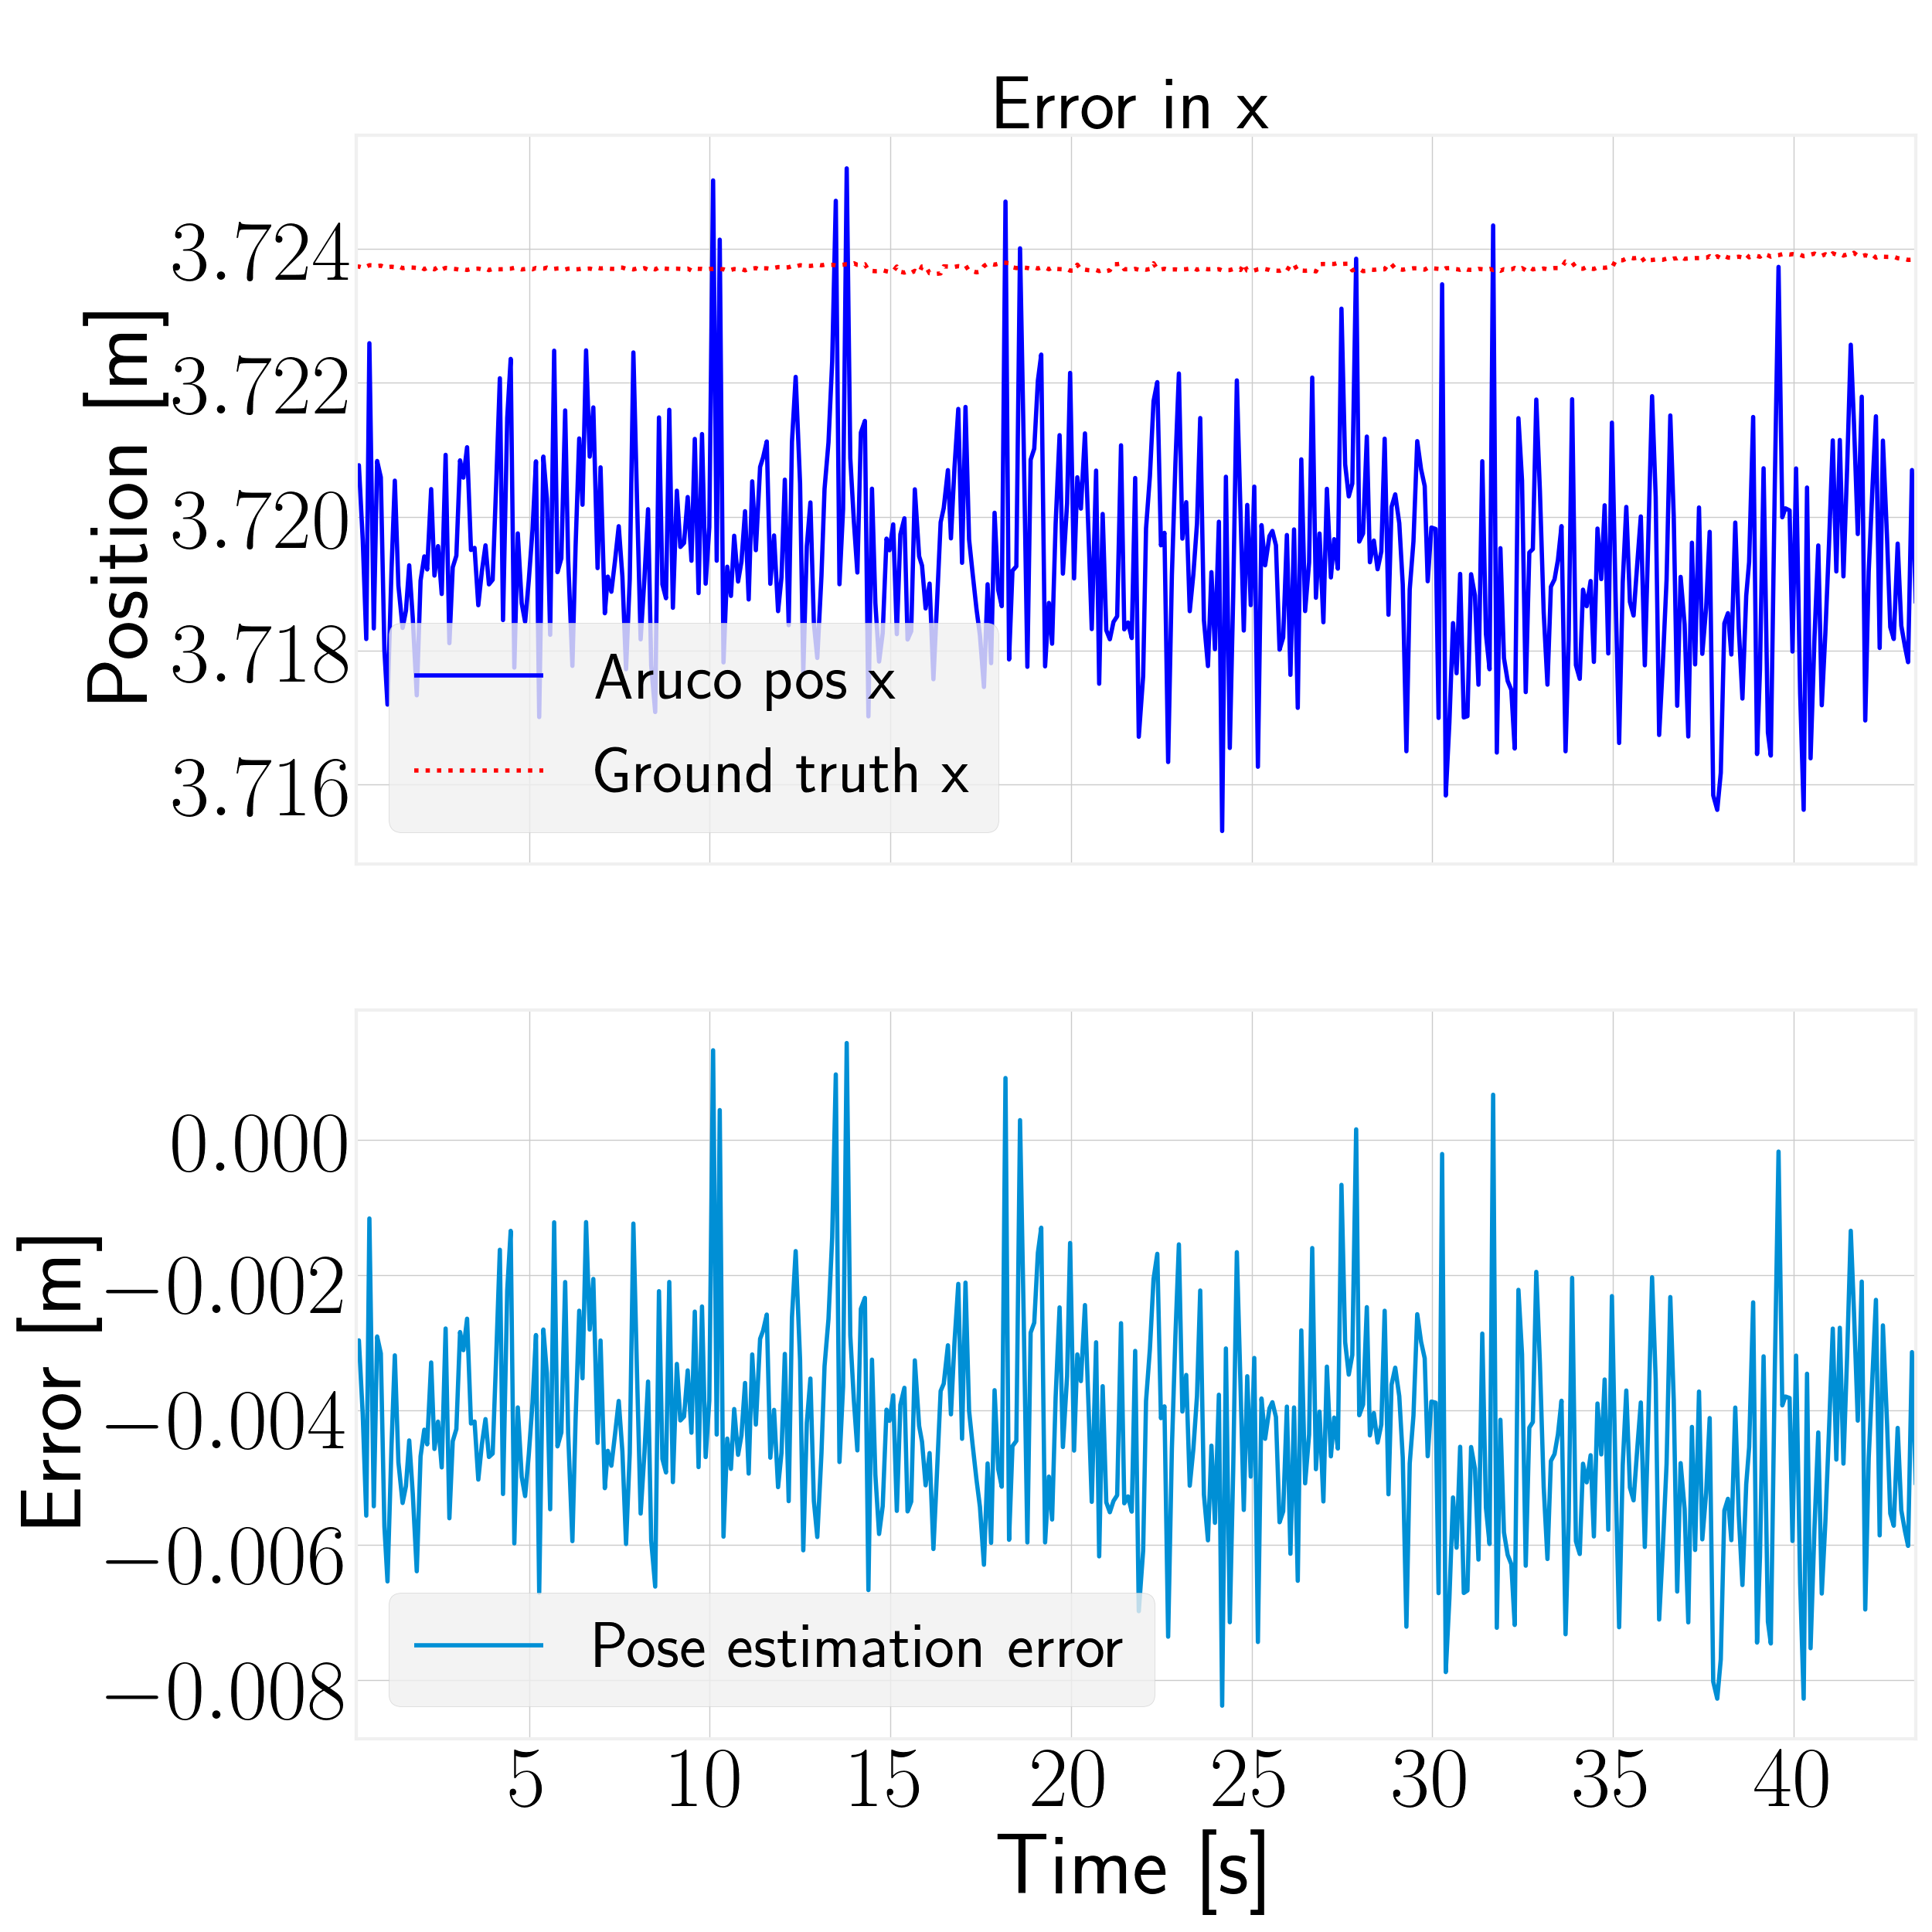 Error in x
Position [m]
3.724
3.722
3.720
3.718
3.716
Aruco pos x
Ground truth x
Error [m]
0.000
−0.002
−0.004
−0.006
−0.008
Pose estimation error
5 10 15 20 25 30 35 40
Time [s]